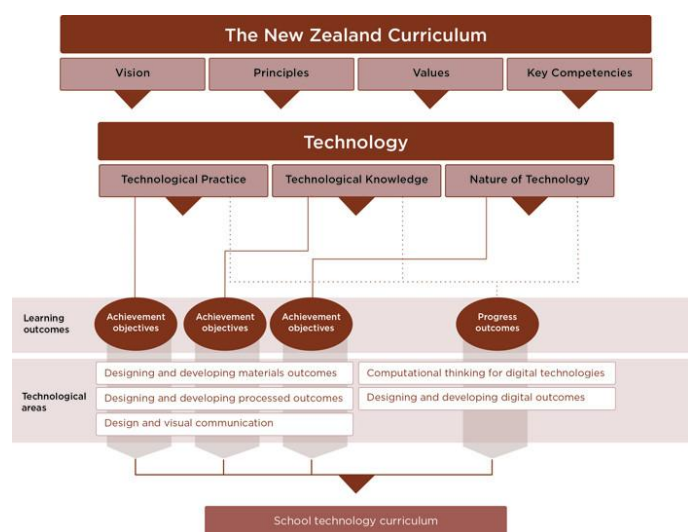 The New Zealand Curriculum
Vision
Principles
Values
Key Competencies
Technology
Technological Practice
Technological Knowledge
Nature of Technology
Learning
outcomes
Achievement
objectives
Achievement
objectives
Achievement
objectives
Progress
outcomes
Technological
areas
Designing and developing materials outcomes
Designing and developing processed outcomes
Design and visual communication
Computational thinking for digital technologies
Designing and developing digital outcomes
School technology curriculum